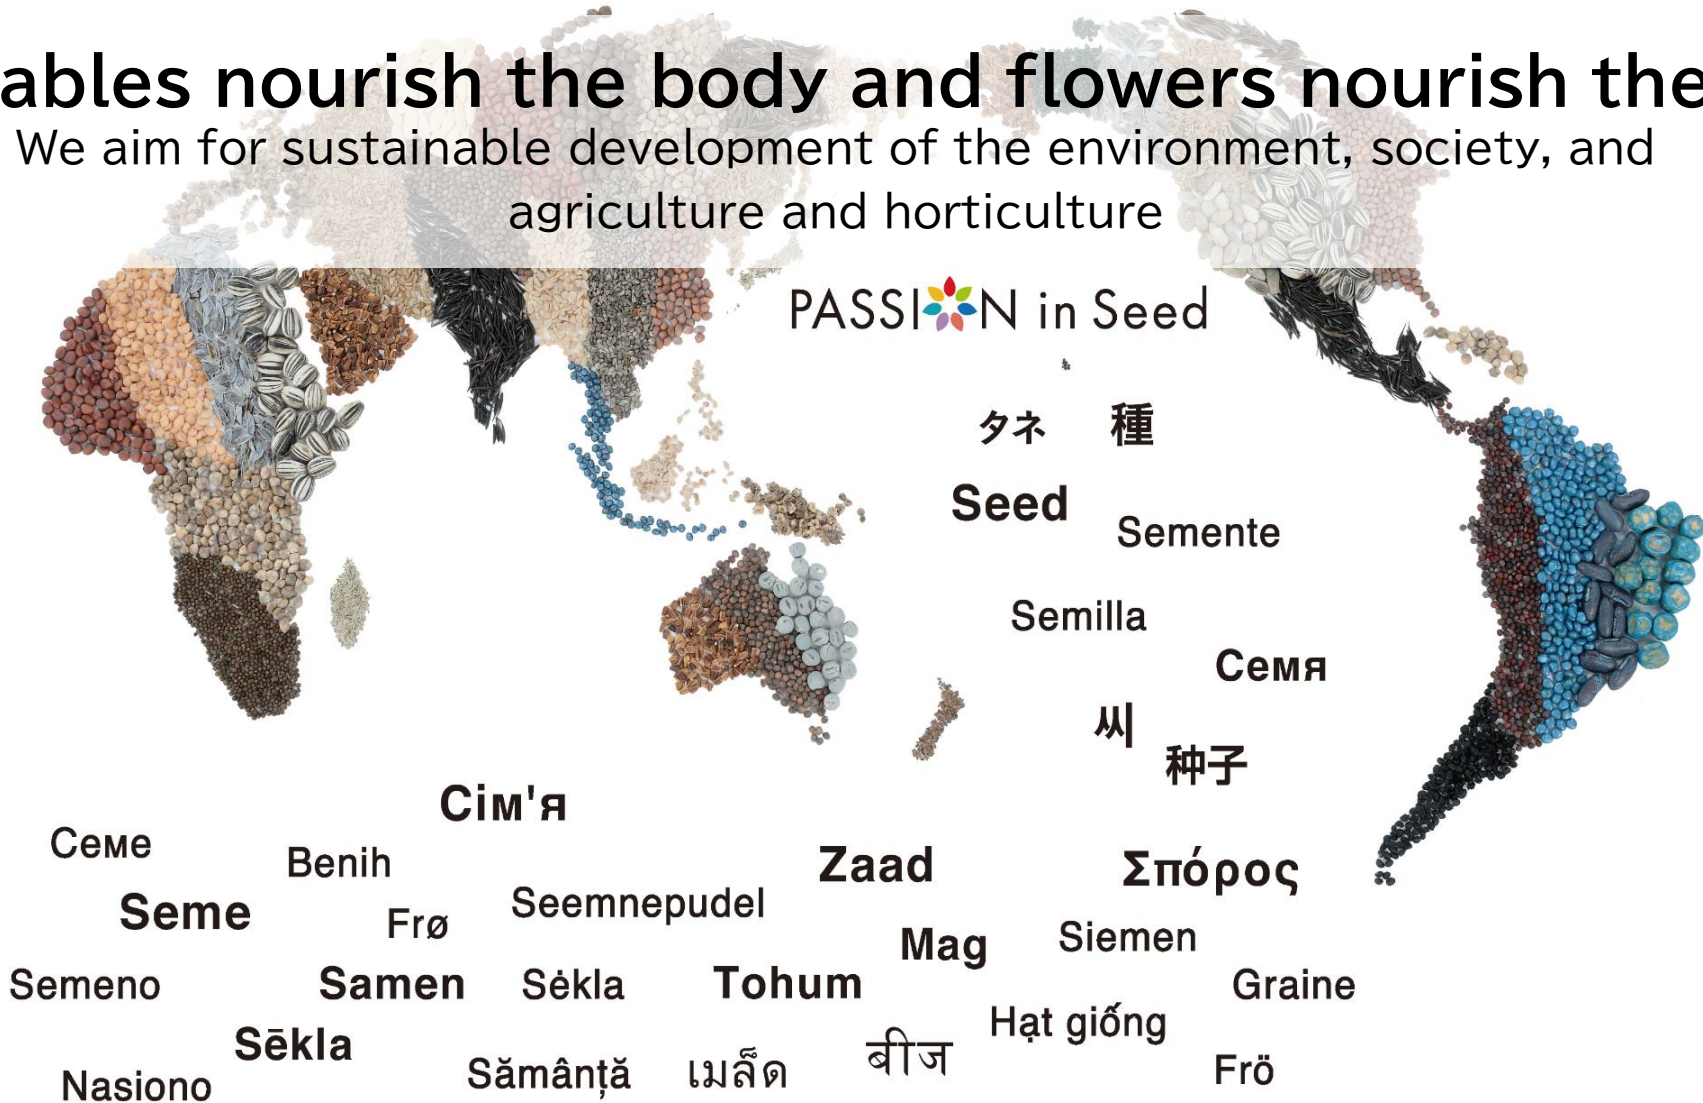 ables nourish the body and flowers nourish the
We aim for sustainable development of the environment, society, and
agriculture and horticulture
PASSION in Seed
タネ 種
Seed
Semente
Semilla
Семя
씨
种子
Сім'я
Семе
Benih
Zaad
Σπόρος
Seme
Frø
Seemnepudel
Mag
Siemen
Semeno
Samen
Sėkla
Tohum
Graine
Hạt giống
Sēkla
Nasiono
Sămânță
เมล็ด
बीज
Frö